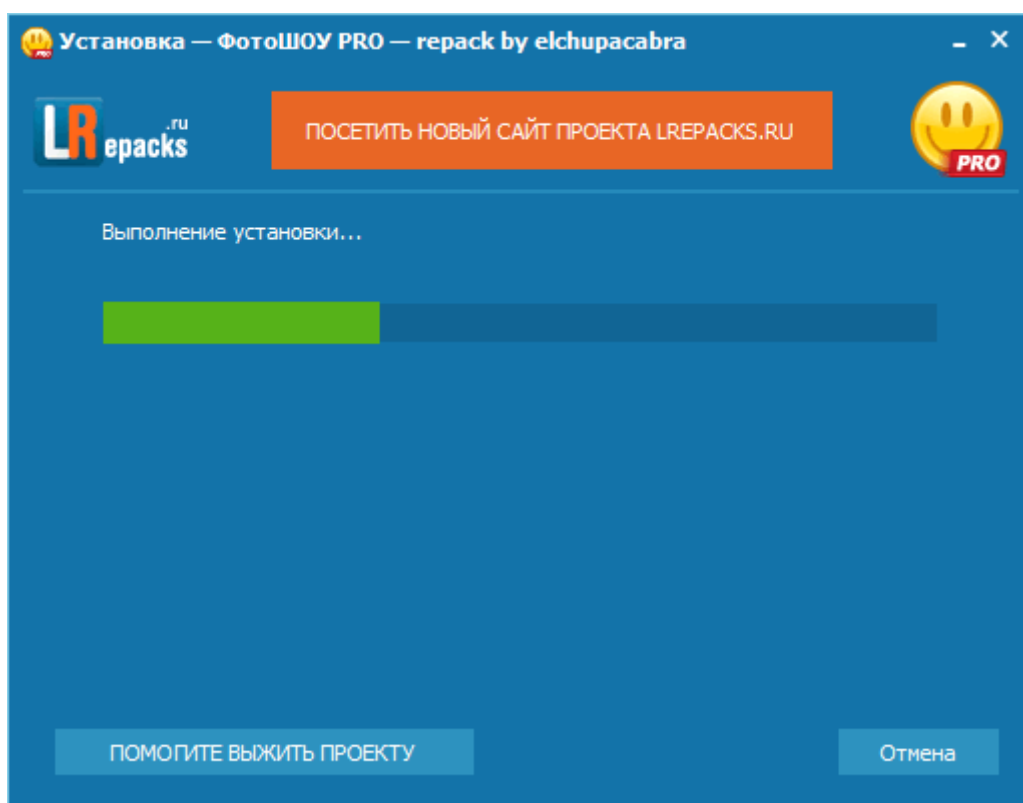 Установка — ФотоШОУ PRO — repack by elchupacabra
LRepacks.ru
ПОСЕТИТЬ НОВЫЙ САЙТ ПРОЕКТА LREPACKS.RU
PRO
Выполнение установки...
ПОМОГИТЕ ВЫЖИТЬ ПРОЕКТУ
Отмена